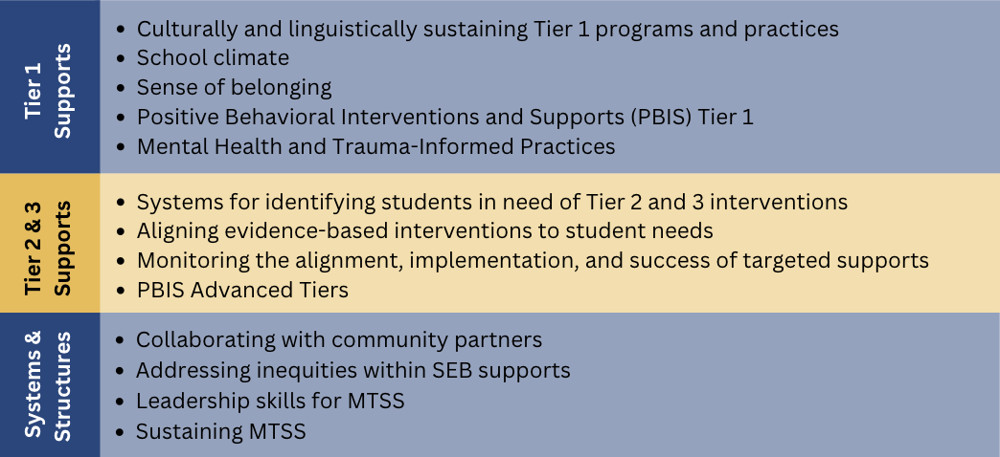 Tier 1
Supports
• Culturally and linguistically sustaining Tier 1 programs and practices
• School climate
• Sense of belonging
• Positive Behavioral Interventions and Supports (PBIS) Tier 1
• Mental Health and Trauma-Informed Practices
Tier 2 & 3
Supports
• Systems for identifying students in need of Tier 2 and 3 interventions
• Aligning evidence-based interventions to student needs
• Monitoring the alignment, implementation, and success of targeted supports
• PBIS Advanced Tiers
Systems &
Structures
• Collaborating with community partners
• Addressing inequities within SEB supports
• Leadership skills for MTSS
• Sustaining MTSS